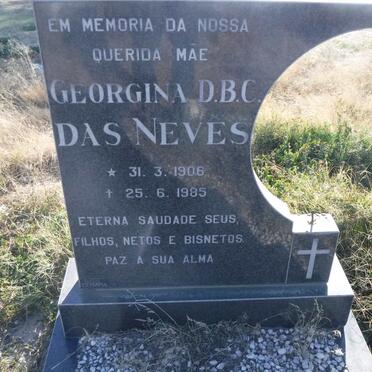 EM MEMORIA DA NOSSA
QUERIDA MÃE
GEORGINA D.B.C.
DAS NEVES
★ 31. 3. 1906
✝ 25. 6. 1985
ETERNA SAUDADE SEUS,
FILHOS, NETOS E BISNETOS
PAZ Á SUA ALMA